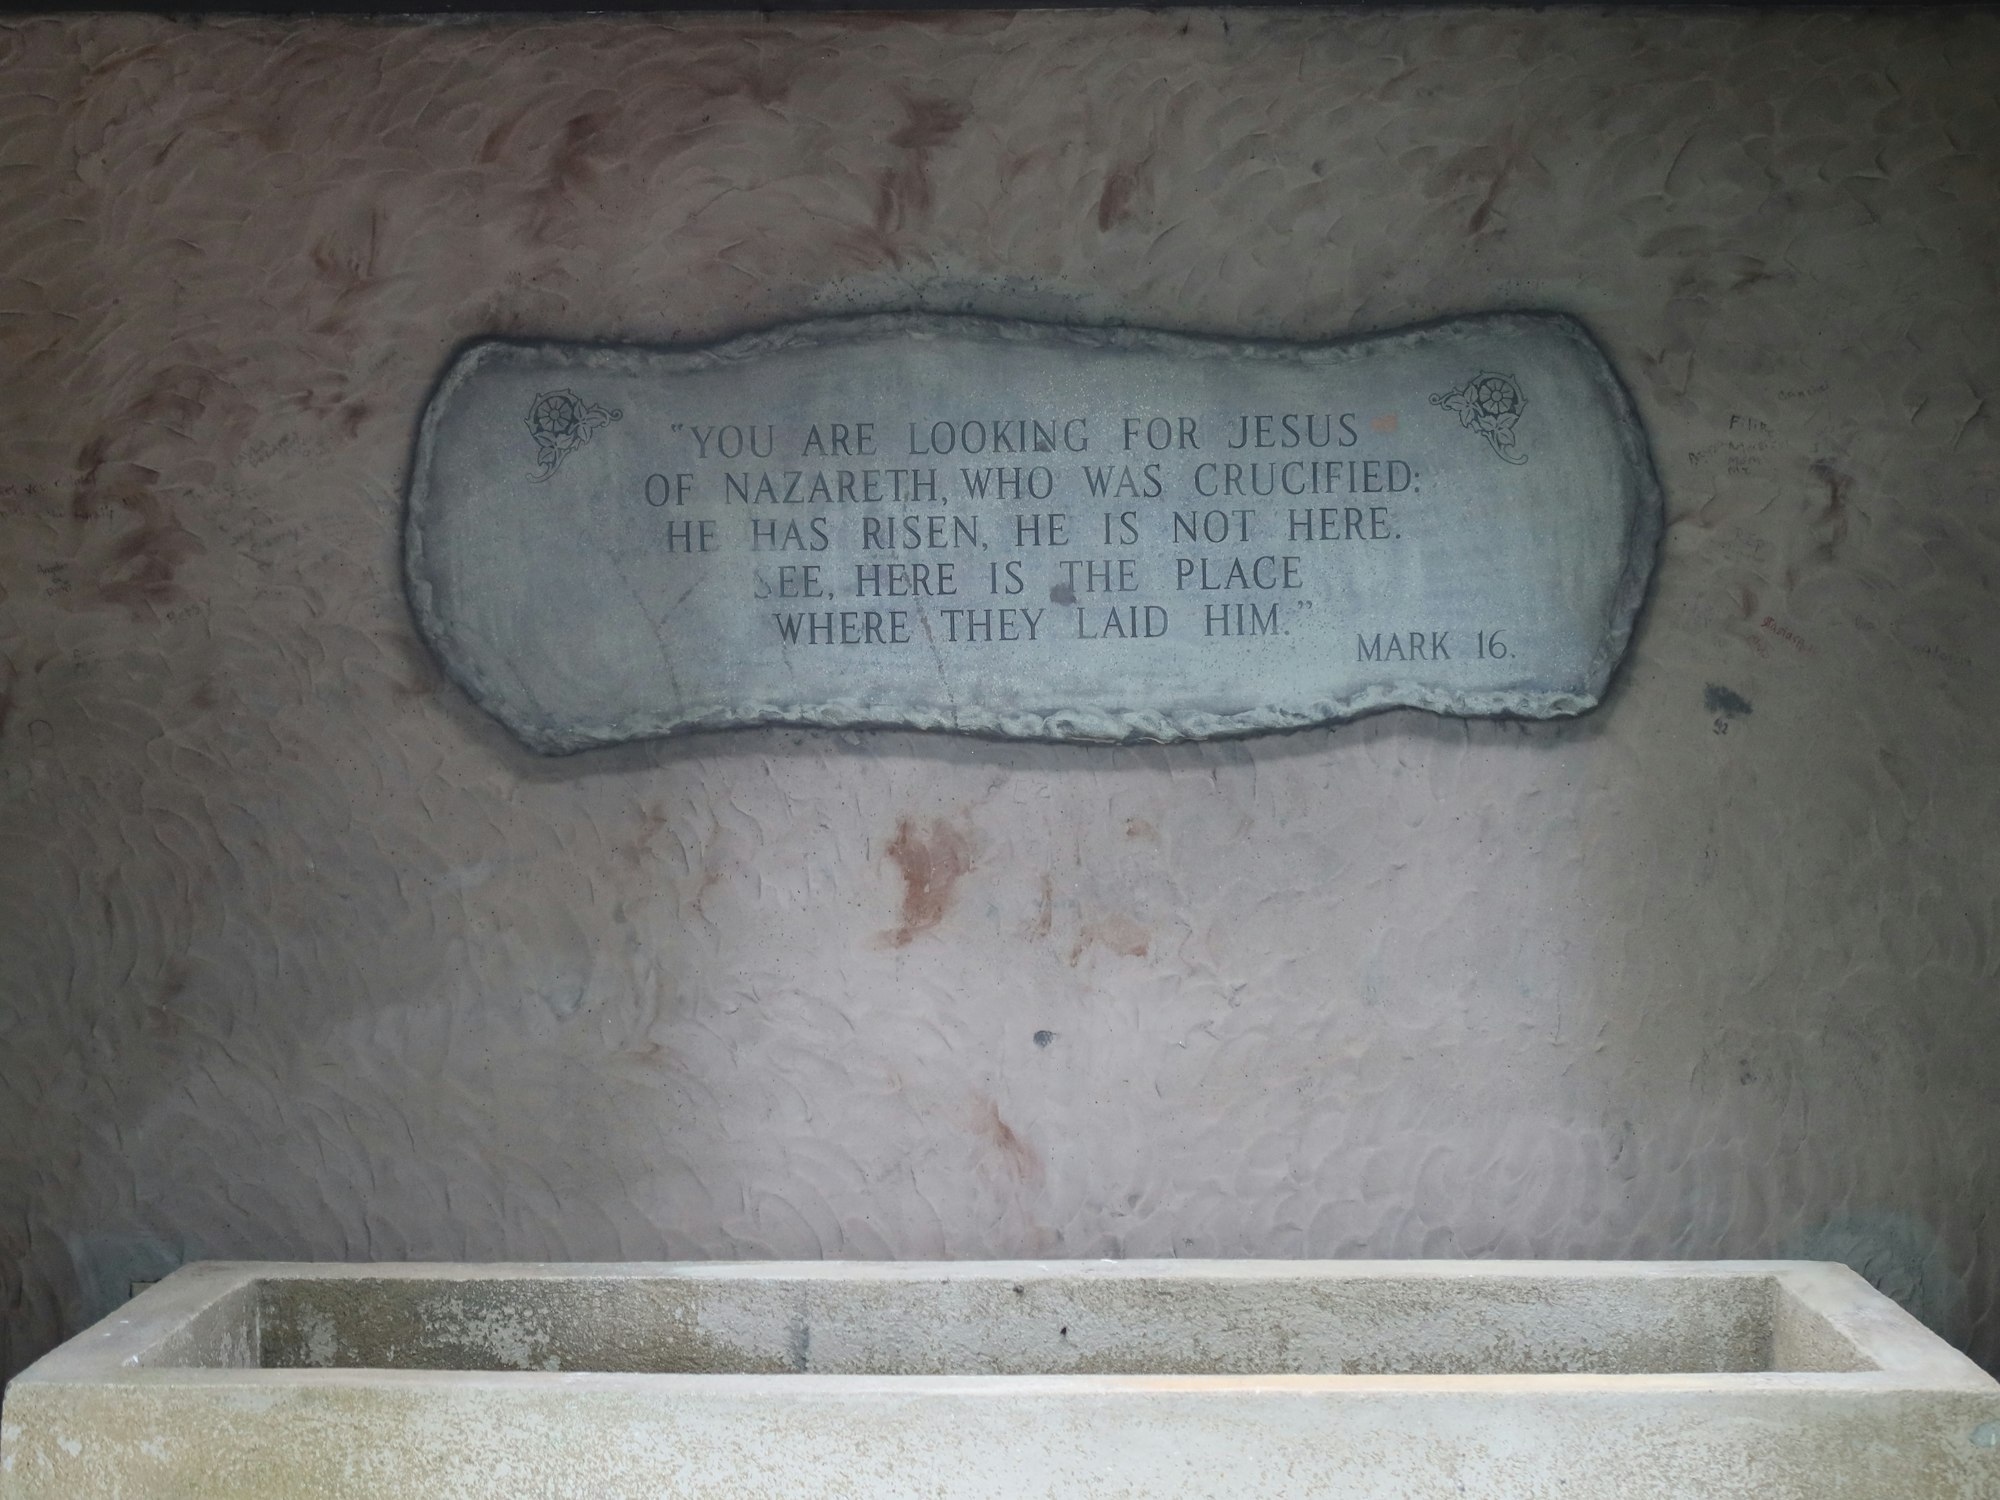 "YOU ARE LOOKING FOR JESUS
OF NAZARETH, WHO WAS CRUCIFIED:
HE HAS RISEN, HE IS NOT HERE.
SEE, HERE IS THE PLACE
WHERE THEY LAID HIM."
MARK 16.